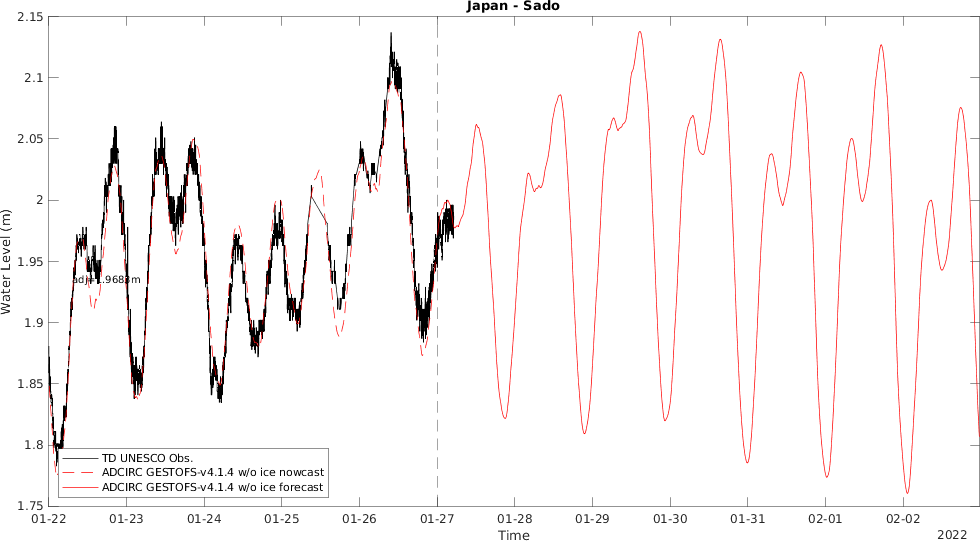 Japan - Sado
2.15
2.1
2.05
2
1.95
1.9
1.85
1.8
1.75
Water Level (m)
TD UNESCO Obs.
ADCIRC GESTOFS-v4.1.4 w/o ice nowcast
ADCIRC GESTOFS-v4.1.4 w/o ice forecast
01-22 01-23 01-24 01-25 01-26 01-27 01-28 01-29 01-30 01-31 02-01 02-02
Time
2022